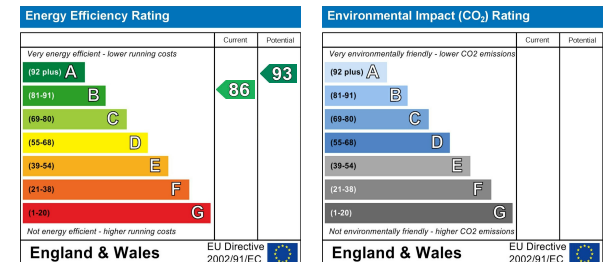 Energy Efficiency Rating
Current Potential
Very energy efficient - lower running costs
(92 plus) A
93
(81-91) B
86
(69-80) C
(55-68) D
(39-54) E
(21-38) F
(1-20) G
Not energy efficient - higher running costs
England & Wales
EU Directive
2002/91/EC
Environmental Impact (CO₂) Rating
Current Potential
Very environmentally friendly - lower CO2 emissions
(92 plus) A
(81-91) B
(69-80) C
(55-68) D
(39-54) E
(21-38) F
(1-20) G
Not environmentally friendly - higher CO2 emissions
England & Wales
EU Directive
2002/91/EC